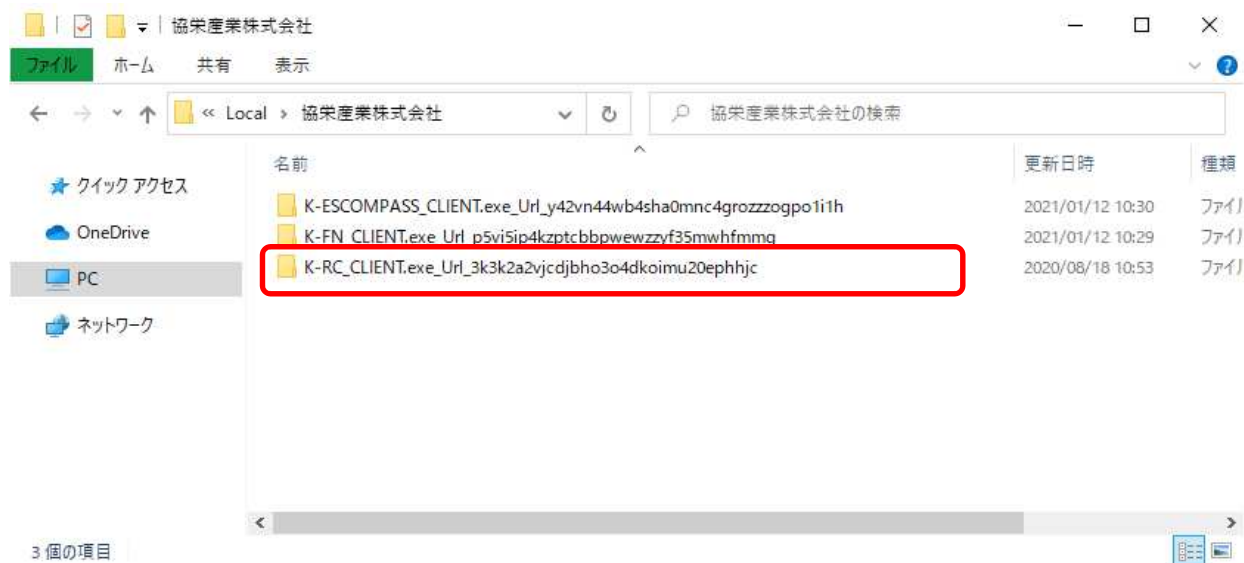 協栄産業株式会社
ファイル ホーム 共有 表示
« Local › 協栄産業株式会社 協栄産業株式会社の検索
名前 更新日時 種類
クイック アクセス
OneDrive
PC
ネットワーク
K-ESCOMPASS_CLIENT.exe_Url_y42vn44wb4sha0mnc4grozzzogpo1i1h 2021/01/12 10:30 ファイ
K-FN_CLIENT.exe_Url_p5vi5ip4kzptcbbpwewzzyf35mwhfmmg 2021/01/12 10:29 ファイ
K-RC_CLIENT.exe_Url_3k3k2a2vjcdjbho3o4dkoimu20ephhjc 2020/08/18 10:53 ファイ
3 個の項目